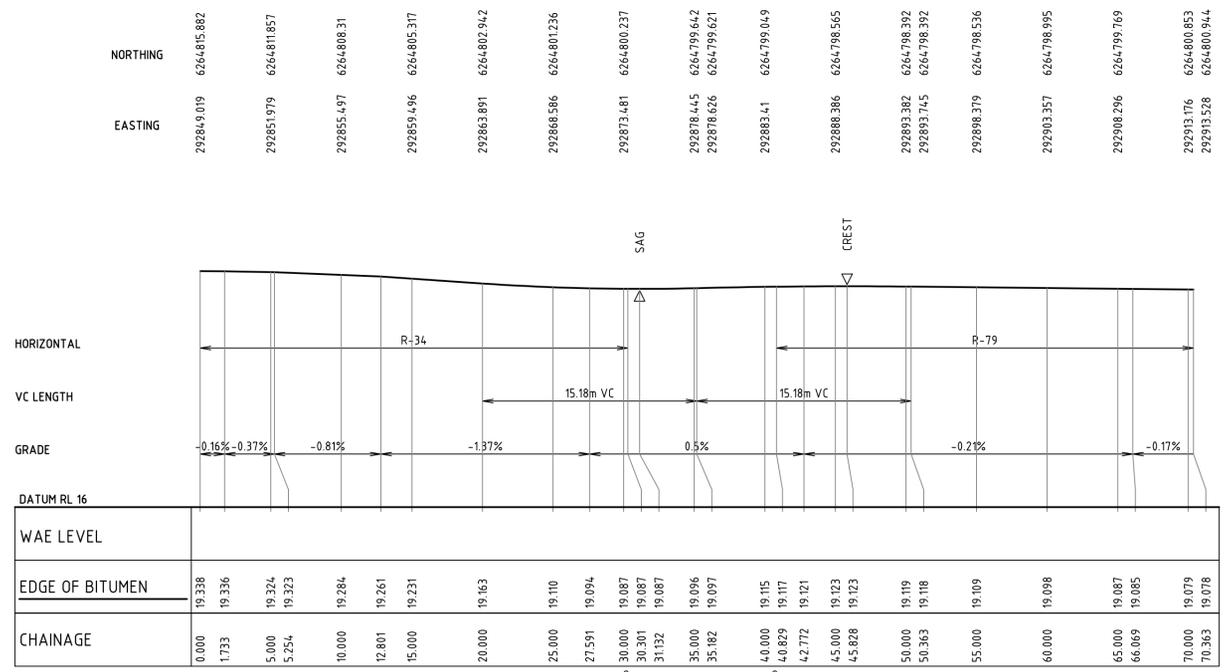 NORTHING 6264815.882 6264811.857 6264808.31 6264805.317 6264802.942 6264801.236 6264800.237 6264799.642 6264799.621 6264799.049 6264798.565 6264798.392 6264798.392 6264798.536 6264798.995 6264799.769 6264800.853 6264800.944
EASTING 292849.019 292851.979 292855.497 292859.496 292863.891 292868.586 292873.481 292878.445 292878.626 292883.41 292888.386 292893.382 292893.745 292898.379 292903.357 292908.296 292913.176 292913.528
SAG CREST
HORIZONTAL R-34 R-79
VC LENGTH 15.18m VC 15.18m VC
GRADE -0.16% -0.37% -0.81% -1.37% 0.5% -0.21% -0.17%
DATUM RL 16
WAE LEVEL
EDGE OF BITUMEN 19.338 19.336 19.324 19.323 19.284 19.261 19.231 19.163 19.110 19.094 19.087 19.087 19.087 19.096 19.097 19.115 19.117 19.121 19.123 19.123 19.119 19.118 19.109 19.098 19.087 19.085 19.079 19.078
CHAINAGE 0.000 1.733 5.000 5.254 10.000 12.801 15.000 20.000 25.000 27.591 30.000 30.301 31.132 35.000 35.182 40.000 40.829 42.772 45.000 45.828 50.000 50.363 55.000 60.000 65.000 66.069 70.000 70.363